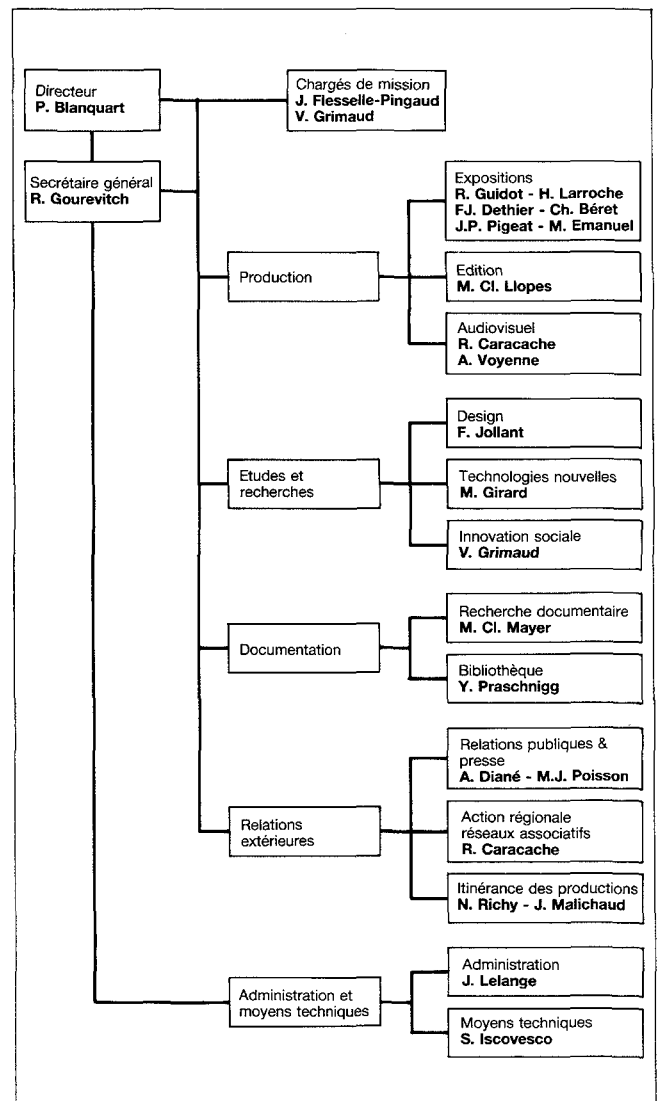 Directeur
P. Blanquart
Chargés de mission
J. Flesselle-Pingaud
V. Grimaud
Secrétaire général
R. Gourevitch
Expositions
R. Guidot - H. Larroche
FJ. Dethier - Ch. Béret
J.P. Pigeat - M. Emanuel
Production
Edition
M. Cl. Llopes
Audiovisuel
R. Caracache
A. Voyenne
Design
F. Jollant
Etudes et
recherches
Technologies nouvelles
M. Girard
Innovation sociale
V. Grimaud
Recherche documentaire
M. Cl. Mayer
Documentation
Bibliothèque
Y. Praschnigg
Relations publiques &
presse
A. Diané - M.J. Poisson
Relations
extérieures
Action régionale
réseaux associatifs
R. Caracache
Itinérance des productions
N. Richy - J. Malichaud
Administration
J. Lelange
Administration et
moyens techniques
Moyens techniques
S. Iscovesco